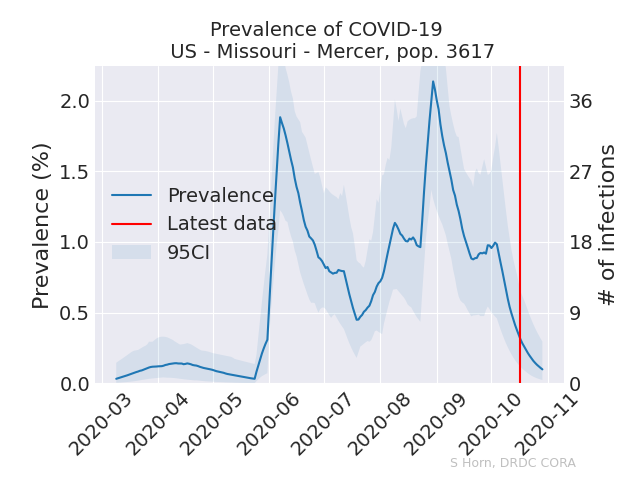 Prevalence of COVID-19
US - Missouri - Mercer, pop. 3617
Prevalence (%)
2.0
1.5
1.0
0.5
0.0
36
27
18
9
0
# of infections
Prevalence
Latest data
95CI
2020-03
2020-04
2020-05
2020-06
2020-07
2020-08
2020-09
2020-10
2020-11
S Horn, DRDC CORA